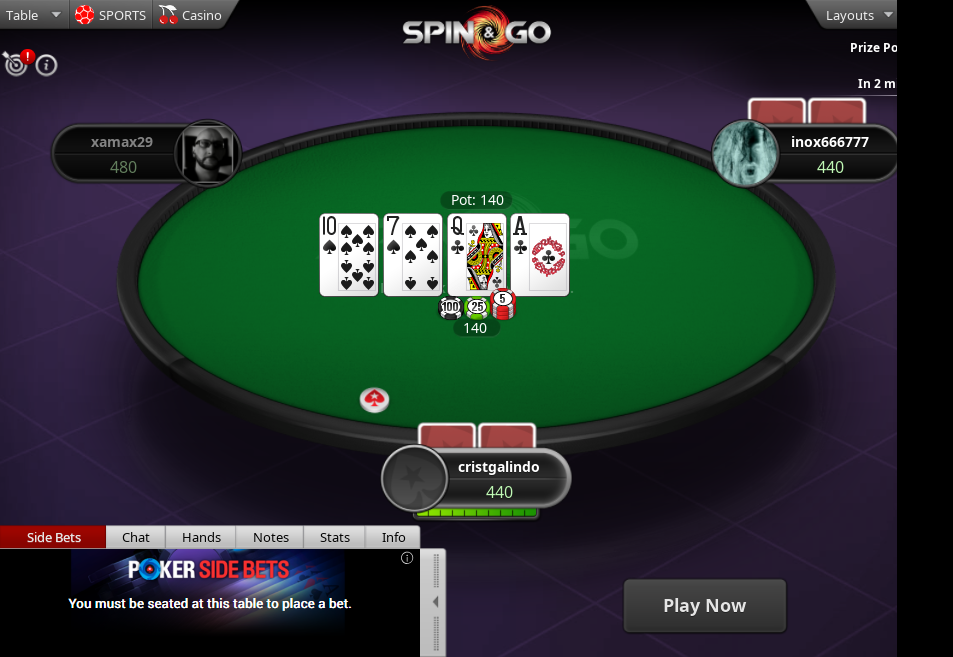 Table SPORTS Casino
SPIN & GO
Layouts
Prize Po
In 2 m
!
i
xamax29
480
inox666777
440
Pot: 140
10 7 Q A
GO
100 25 5
140
cristgalindo
440
Side Bets Chat Hands Notes Stats Info
POKER SIDE BETS
i
You must be seated at this table to place a bet.
Play Now